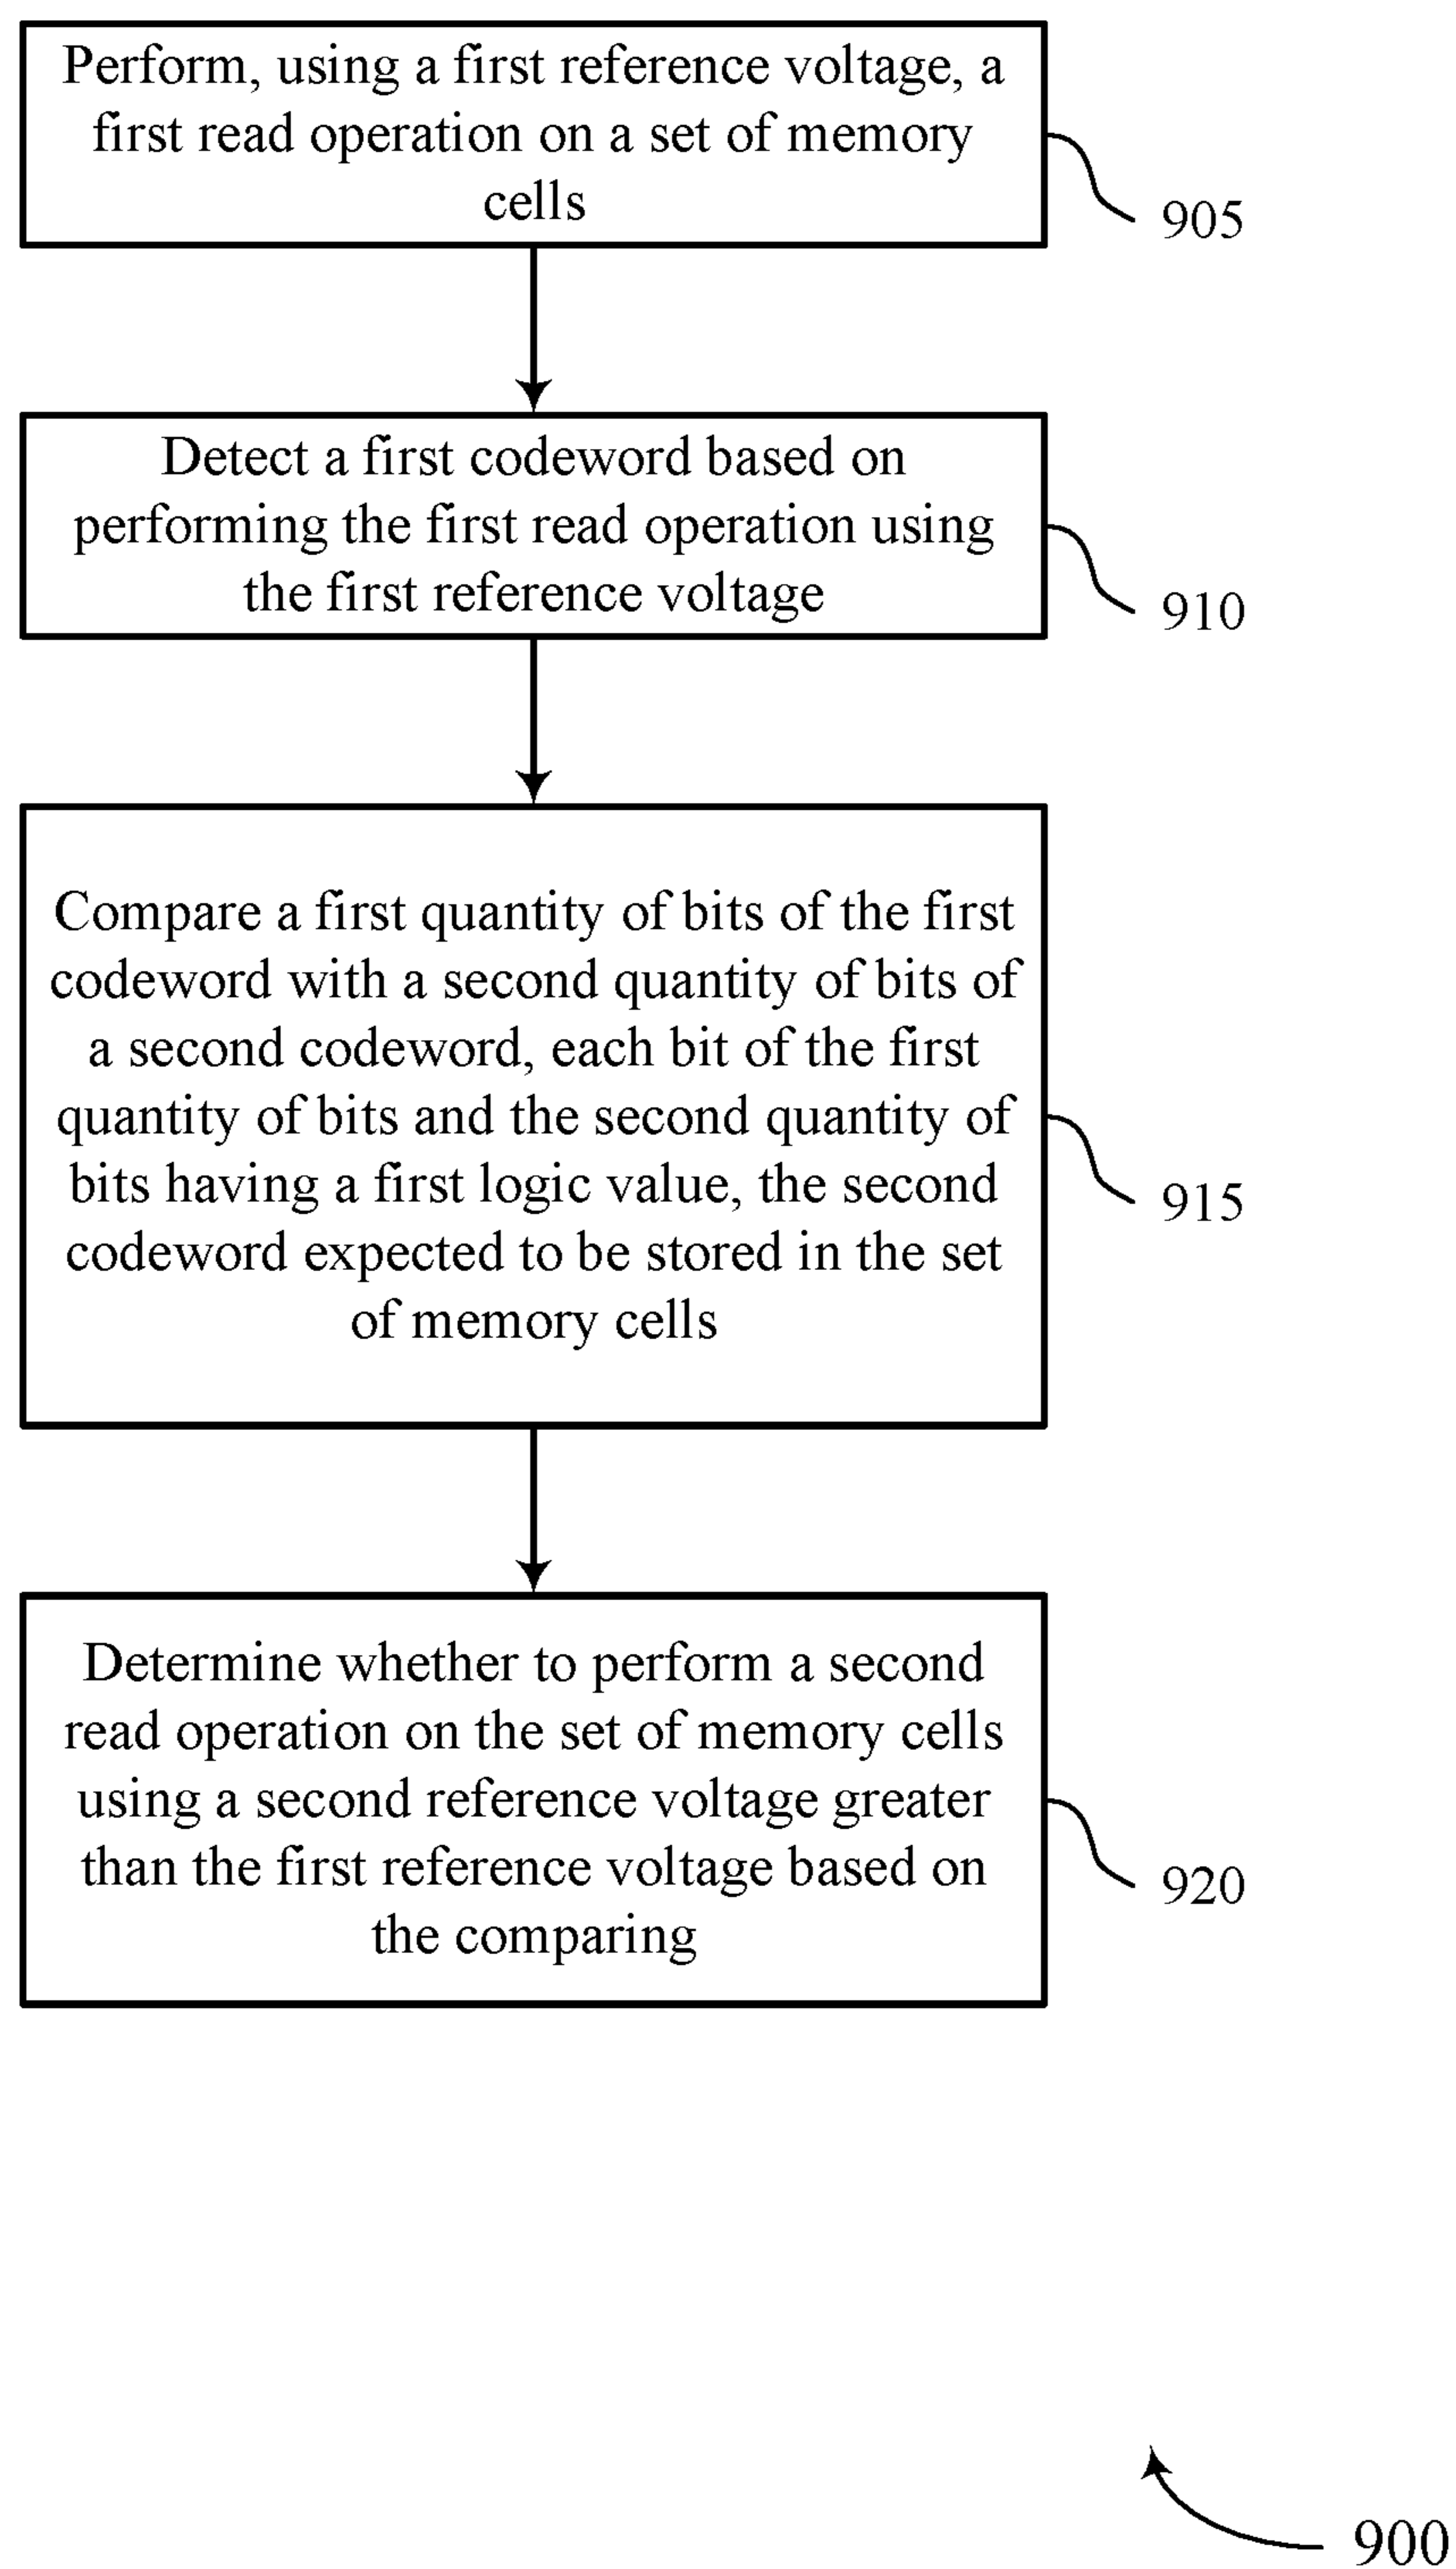 Perform, using a first reference voltage, a
first read operation on a set of memory
cells
905
Detect a first codeword based on
performing the first read operation using
the first reference voltage
910
Compare a first quantity of bits of the first
codeword with a second quantity of bits of
a second codeword, each bit of the first
quantity of bits and the second quantity of
bits having a first logic value, the second
codeword expected to be stored in the set
of memory cells
915
Determine whether to perform a second
read operation on the set of memory cells
using a second reference voltage greater
than the first reference voltage based on
the comparing
920
900